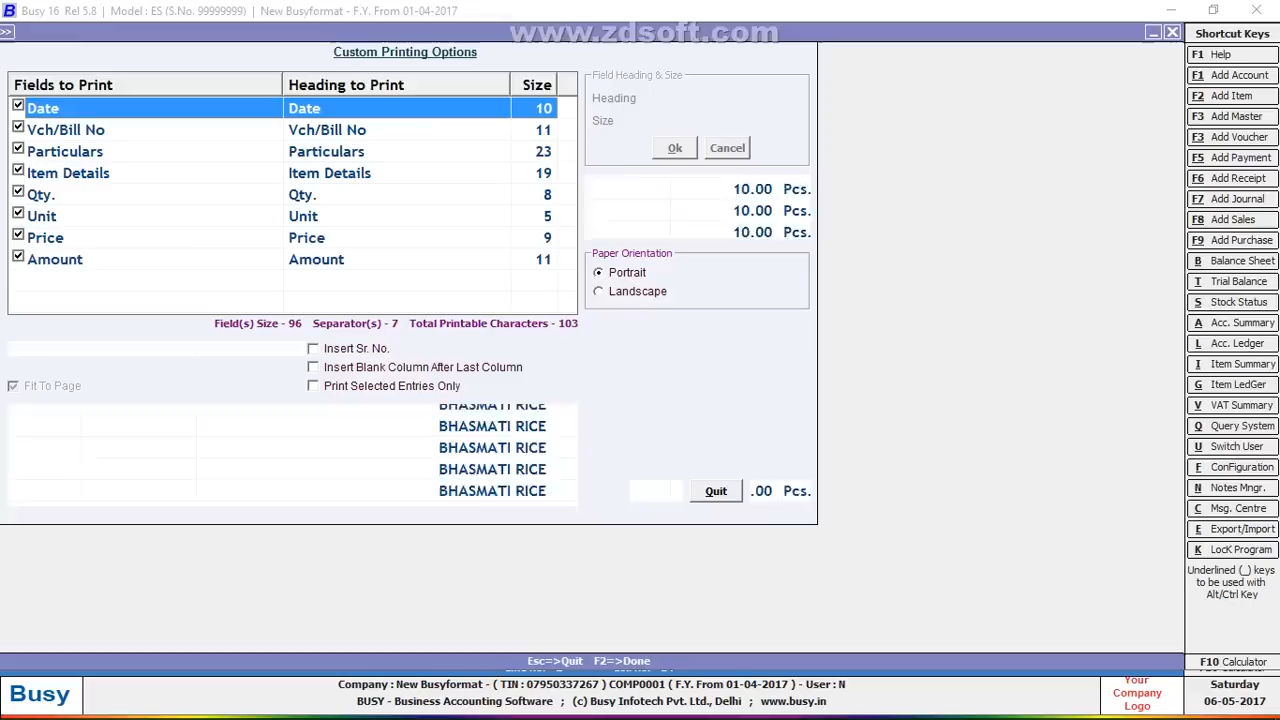 Busy 16 Rel 5.8 | Model : ES (S.No. 99999999) | New Busyformat - F.Y. From 01-04-2017
>>
www.zdsoft.com
Custom Printing Options
Fields to Print Heading to Print Size
Date Date 10
Vch/Bill No Vch/Bill No 11
Particulars Particulars 23
Item Details Item Details 19
Qty. Qty. 8
Unit Unit 5
Price Price 9
Amount Amount 11
Field(s) Size - 96 Separator(s) - 7 Total Printable Characters - 103
Field Heading & Size
Heading
Size
Ok Cancel
10.00 Pcs.
10.00 Pcs.
10.00 Pcs.
Paper Orientation
Portrait
Landscape
Insert Sr. No.
Insert Blank Column After Last Column
Fit To Page
Print Selected Entries Only
BHASMATI RICE
BHASMATI RICE
BHASMATI RICE
BHASMATI RICE
BHASMATI RICE
Quit .00 Pcs.
Shortcut Keys
F1 Help
F1 Add Account
F2 Add Item
F3 Add Master
F3 Add Voucher
F5 Add Payment
F6 Add Receipt
F7 Add Journal
F8 Add Sales
F9 Add Purchase
B Balance Sheet
T Trial Balance
S Stock Status
A Acc. Summary
L Acc. Ledger
I Item Summary
G Item LedGer
V VAT Summary
Q Query System
U Switch User
F Configuration
N Notes Mngr.
C Msg. Centre
E Export/Import
K LocK Program
Underlined (_) keys
to be used with
Alt/Ctrl Key
F10 Calculator
Esc=>Quit F2=>Done
Busy
Company : New Busyformat - ( TIN : 07950337267 ) COMP0001 ( F.Y. From 01-04-2017 ) - User : N
BUSY - Business Accounting Software ; (c) Busy Infotech Pvt. Ltd., Delhi ; www.busy.in
Your
Company
Logo
Saturday
06-05-2017